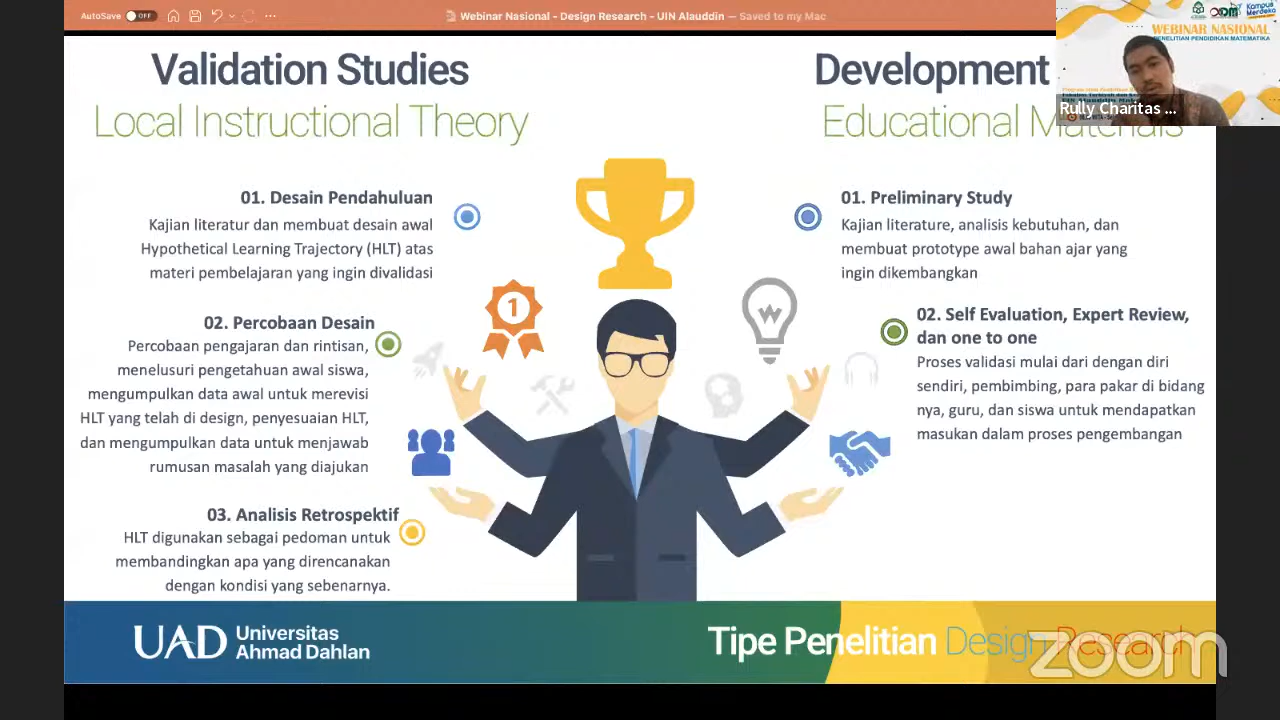 AutoSave OFF
Webinar Nasional - Design Research - UIN Alauddin — Saved to my Mac
Kampus
Merdeka
WEBINAR NASIONAL
PENELITIAN PENDIDIKAN MATEMATIKA
Rully Charitas ...
Validation Studies
Local Instructional Theory
01. Desain Pendahuluan
Kajian literatur dan membuat desain awal
Hypothetical Learning Trajectory (HLT) atas
materi pembelajaran yang ingin divalidasi
02. Percobaan Desain
Percobaan pengajaran dan rintisan,
menelusuri pengetahuan awal siswa,
mengumpulkan data awal untuk merevisi
HLT yang telah di design, penyesuaian HLT,
dan mengumpulkan data untuk menjawab
rumusan masalah yang diajukan
03. Analisis Retrospektif
HLT digunakan sebagai pedoman untuk
membandingkan apa yang direncanakan
dengan kondisi yang sebenarnya.
1
Development
Educational Materials
01. Preliminary Study
Kajian literature, analisis kebutuhan, dan
membuat prototype awal bahan ajar yang
ingin dikembangkan
02. Self Evaluation, Expert Review,
dan one to one
Proses validasi mulai dari dengan diri
sendiri, pembimbing, para pakar di bidang
nya, guru, dan siswa untuk mendapatkan
masukan dalam proses pengembangan
UAD Universitas
Ahmad Dahlan
Tipe Penelitian Design Research
zoom